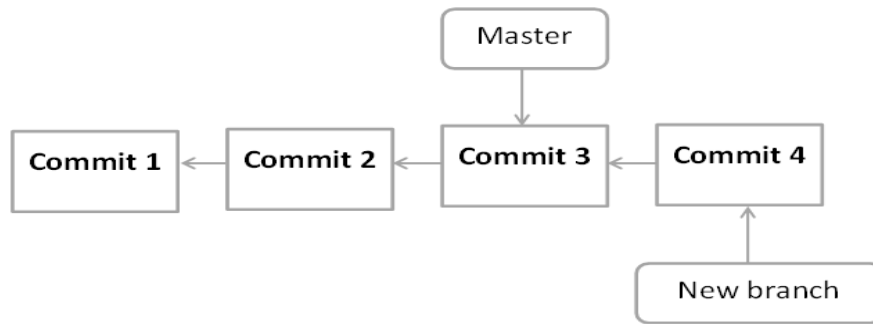 Master
Commit 1
Commit 2
Commit 3
Commit 4
New branch